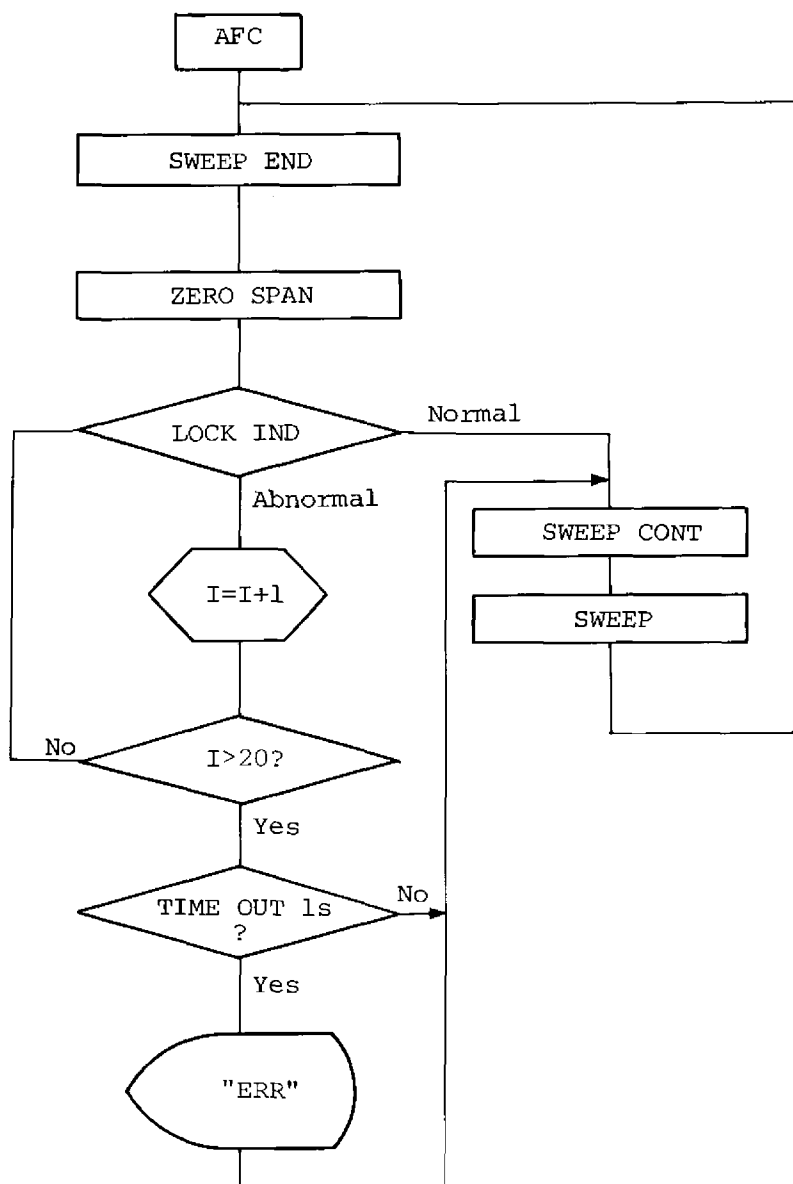 AFC
SWEEP END
ZERO SPAN
LOCK IND
Normal
Abnormal
SWEEP CONT
I=I+1
SWEEP
No
I>20?
Yes
TIME OUT 1s
?
No
Yes
"ERR"